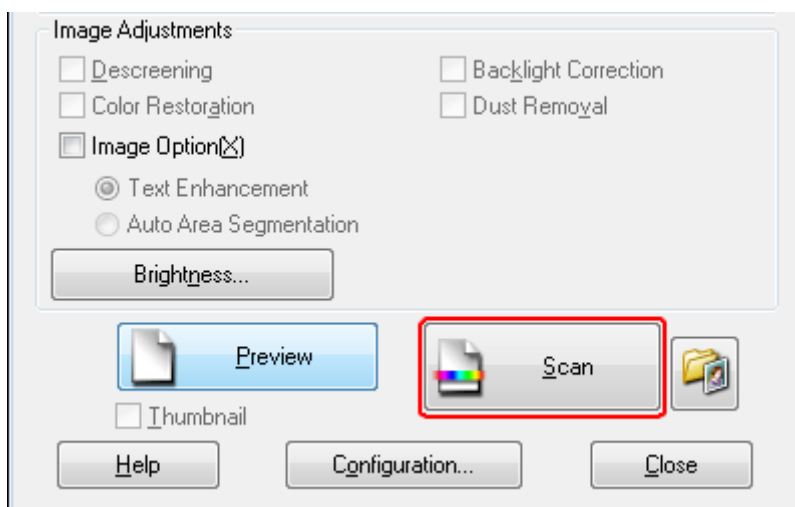 Image Adjustments
Descreening Backlight Correction
Color Restoration Dust Removal
Image Option(X)
Text Enhancement
Auto Area Segmentation
Brightness...
Preview Scan
Thumbnail
Help Configuration... Close